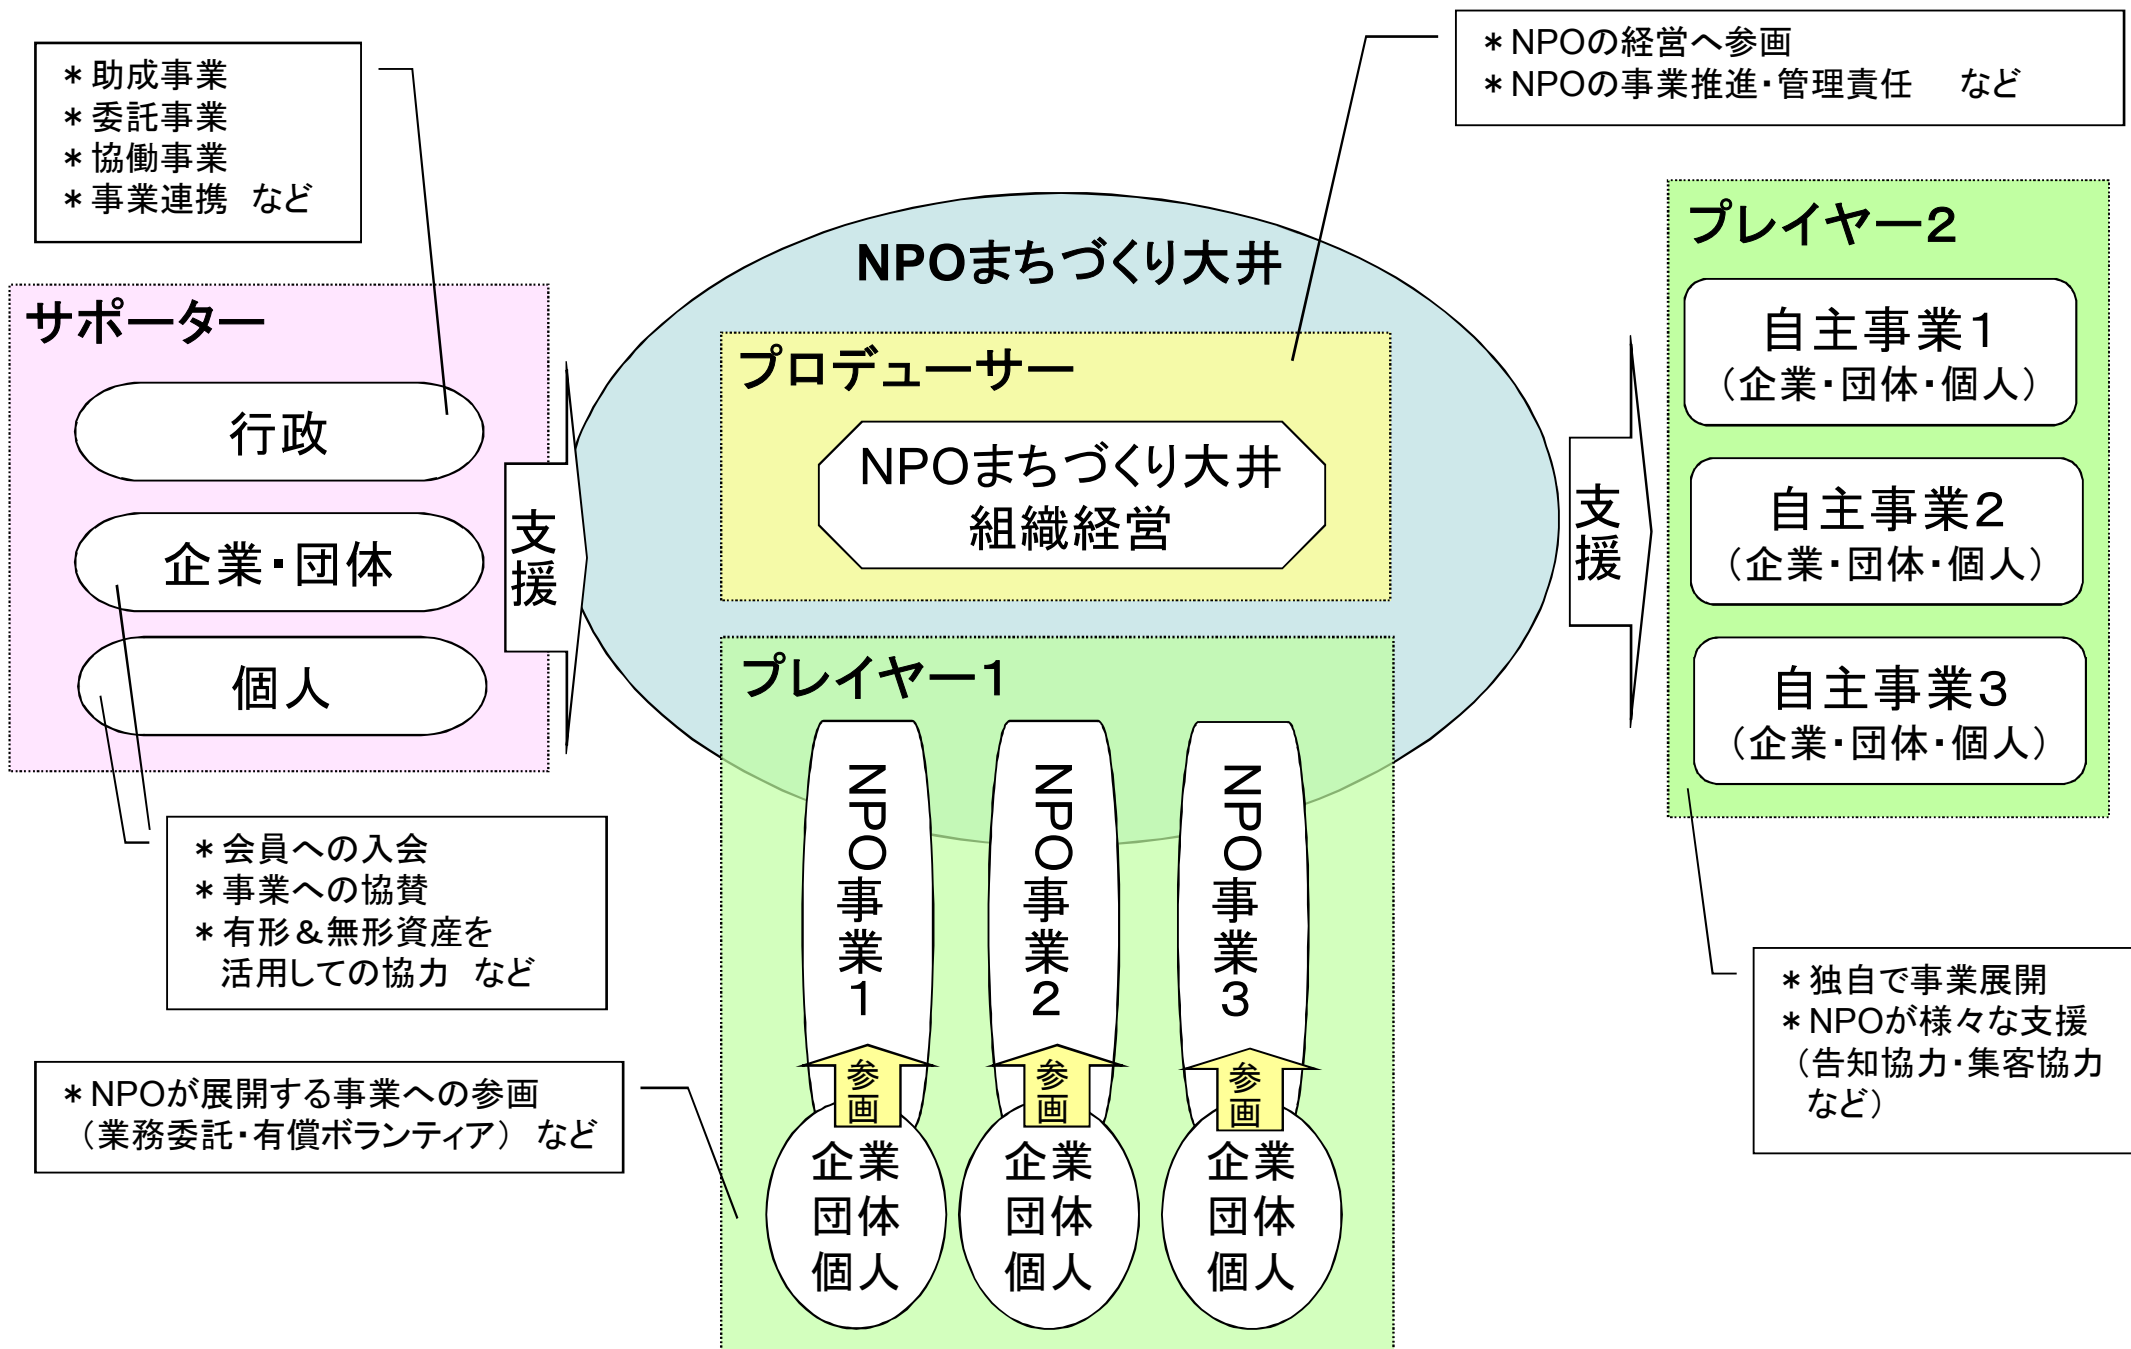 ＊助成事業
＊委託事業
＊協働事業
＊事業連携　など
＊NPOの経営へ参画
＊NPOの事業推進・管理責任　など
サポーター
行政
企業・団体
個人
支援
NPOまちづくり大井
プロデューサー
NPOまちづくり大井
組織経営
支援
プレイヤー2
自主事業1
（企業・団体・個人）
自主事業2
（企業・団体・個人）
自主事業3
（企業・団体・個人）
プレイヤー1
NPO事業1
NPO事業2
NPO事業3
参画
参画
参画
企業
団体
個人
企業
団体
個人
企業
団体
個人
＊会員への入会
＊事業への協賛
＊有形＆無形資産を
活用しての協力　など
＊NPOが展開する事業への参画
（業務委託・有償ボランティア）　など
＊独自で事業展開
＊NPOが様々な支援
（告知協力・集客協力
など）